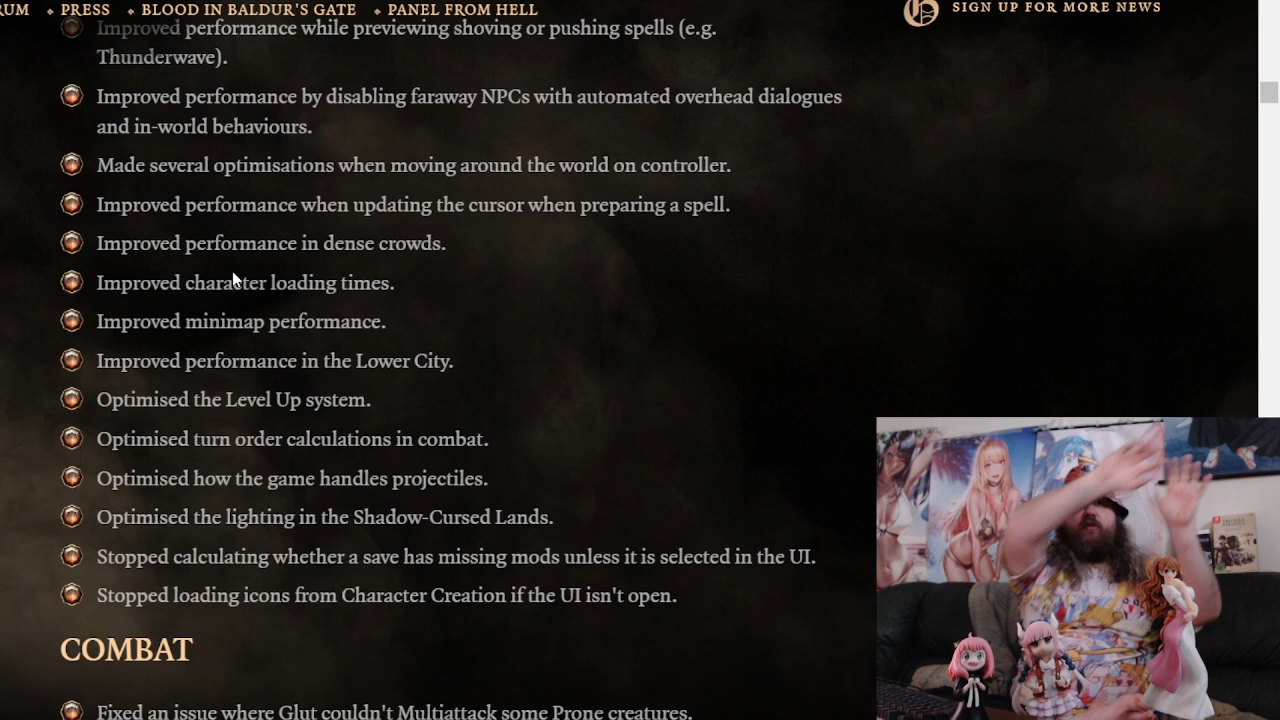 RUM PRESS BLOOD IN BALDUR'S GATE PANEL FROM HELL
SIGN UP FOR MORE NEWS
Improved performance while previewing shoving or pushing spells (e.g.
Thunderwave).
Improved performance by disabling faraway NPCs with automated overhead dialogues
and in-world behaviours.
Made several optimisations when moving around the world on controller.
Improved performance when updating the cursor when preparing a spell.
Improved performance in dense crowds.
Improved character loading times.
Improved minimap performance.
Improved performance in the Lower City.
Optimised the Level Up system.
Optimised turn order calculations in combat.
Optimised how the game handles projectiles.
Optimised the lighting in the Shadow-Cursed Lands.
Stopped calculating whether a save has missing mods unless it is selected in the UI.
Stopped loading icons from Character Creation if the UI isn't open.
COMBAT
Fixed an issue where Glut couldn't Multiattack some Prone creatures.